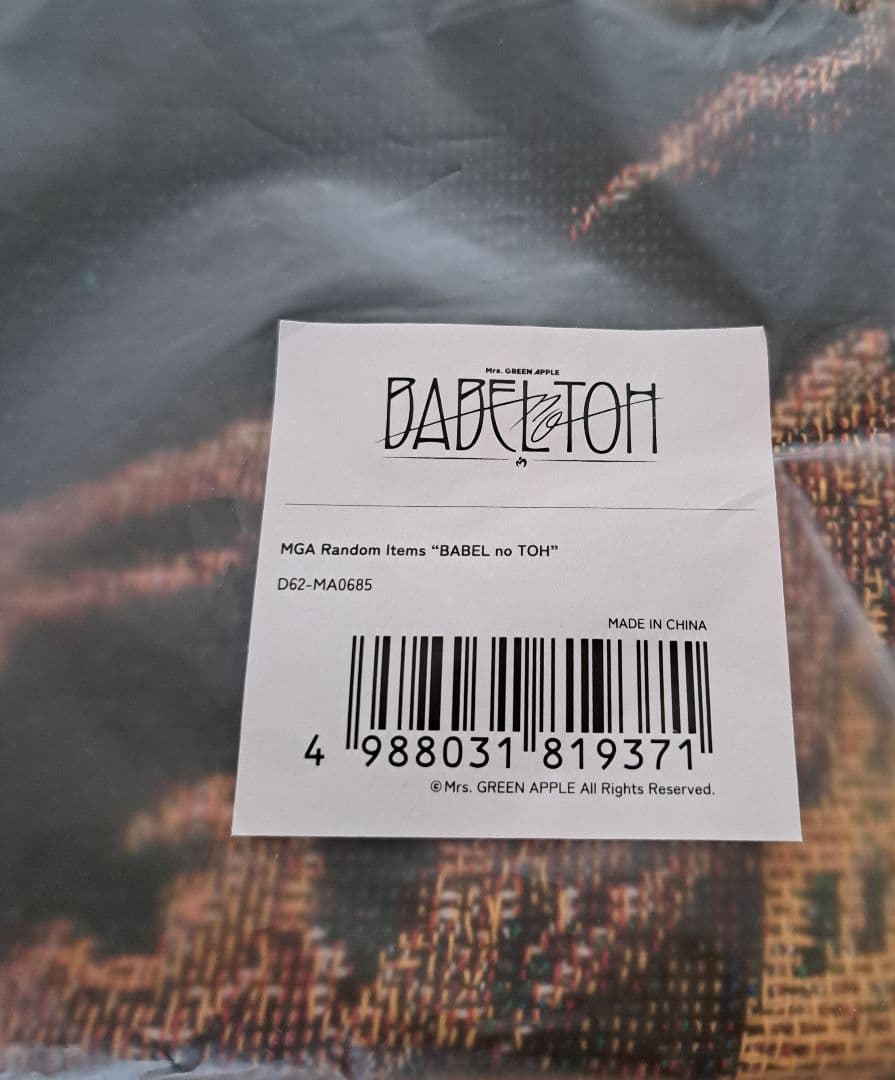 Mrs. GREEN APPLE
BABEL no TOH
MGA Random Items “BABEL no TOH”
D62-MA0685
MADE IN CHINA
4 988031 819371
©Mrs. GREEN APPLE All Rights Reserved.